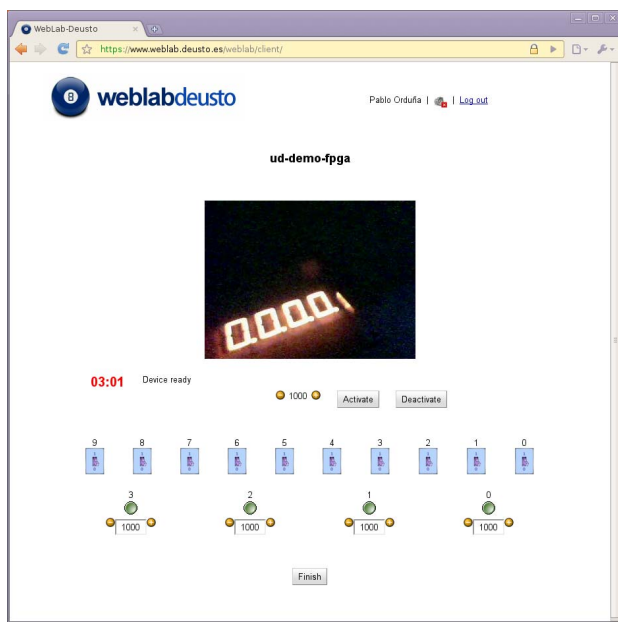 WebLab-Deusto
https://www.weblab.deusto.es/weblab/client/
weblabdeusto
Pablo Orduña | | Log out
ud-demo-fpga
03:01 Device ready
1000 Activate Deactivate
9 8 7 6 5 4 3 2 1 0
3 2 1 0
1000 1000 1000 1000
Finish